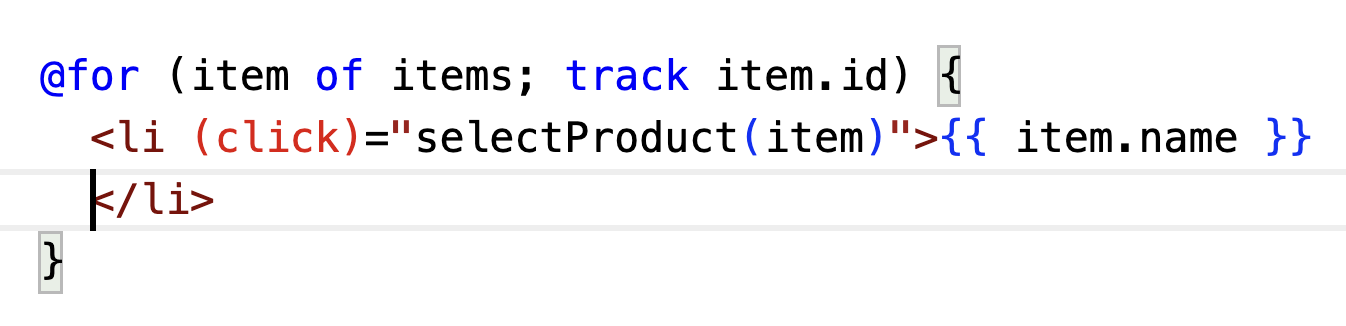 @for (item of items; track item.id) {
  <li (click)="selectProduct(item)">{{ item.name }}
  </li>
}